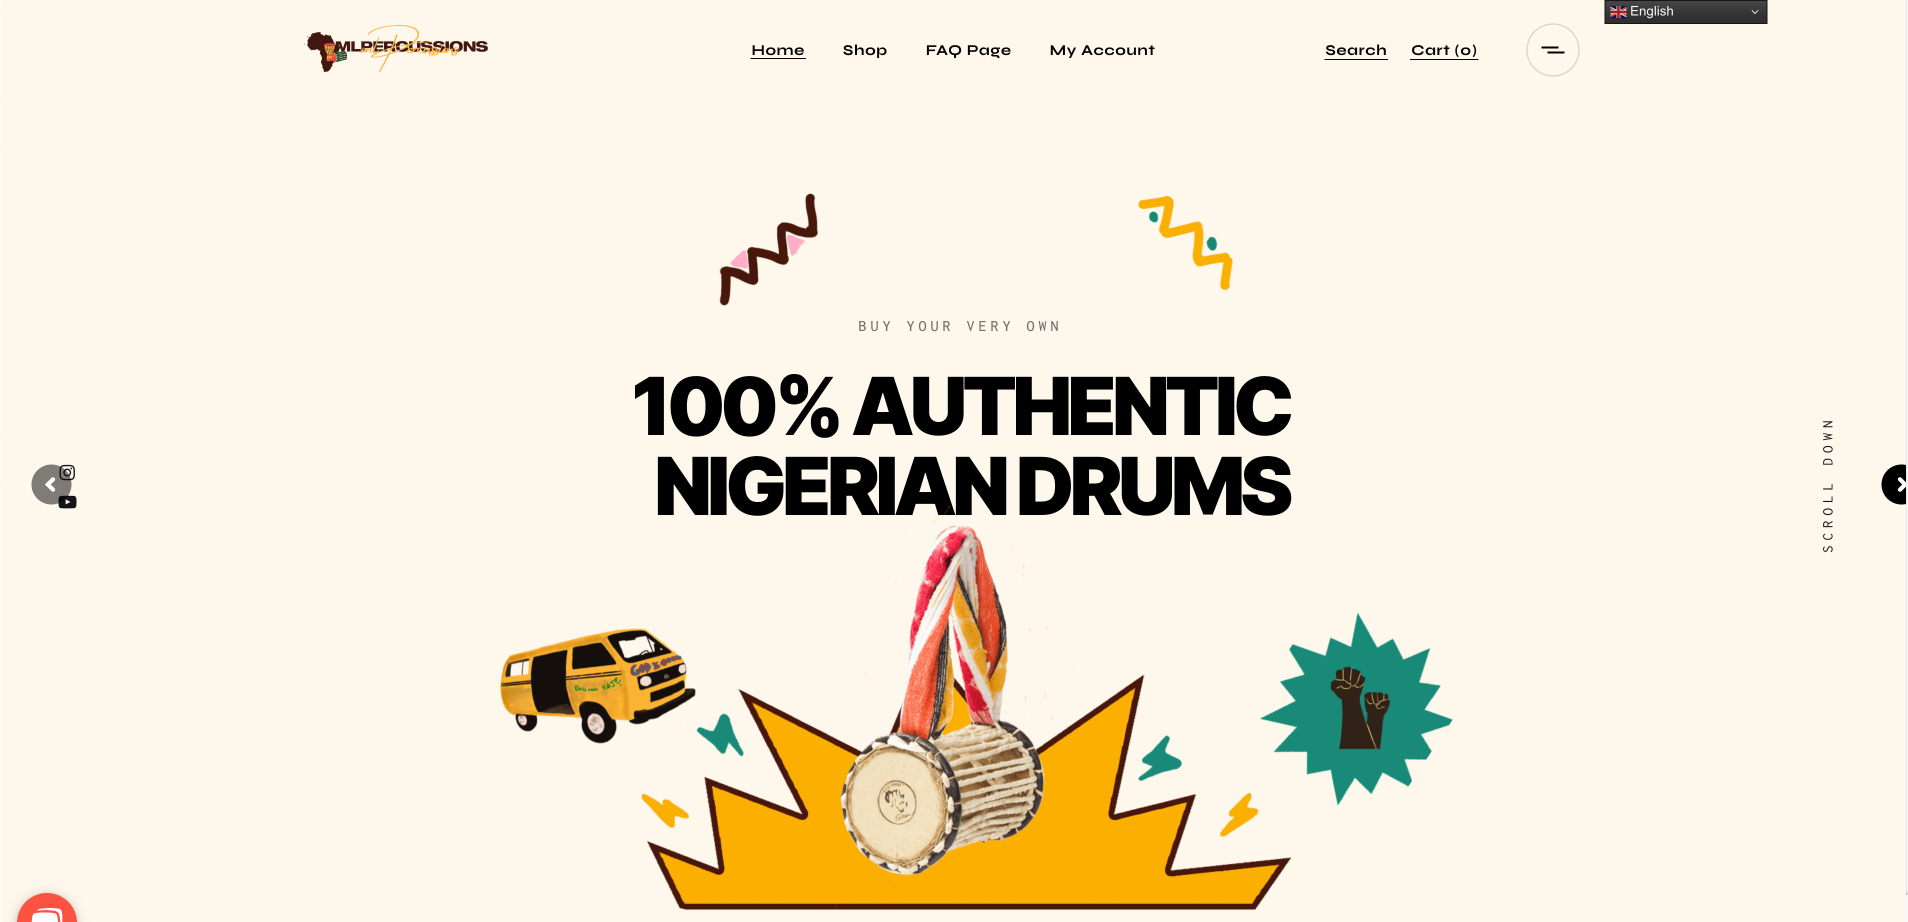 English
MLPERCUSSIONS
Home
Shop
FAQ Page
My Account
Search
Cart (0)
BUY YOUR VERY OWN
100% AUTHENTIC
NIGERIAN DRUMS
SCROLL DOWN